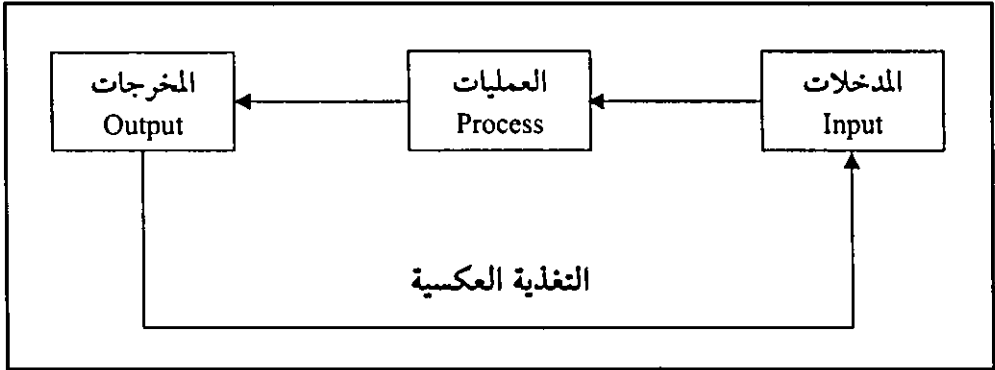 المدخلات
Input
العمليات
Process
المخرجات
Output
التغذية العكسية